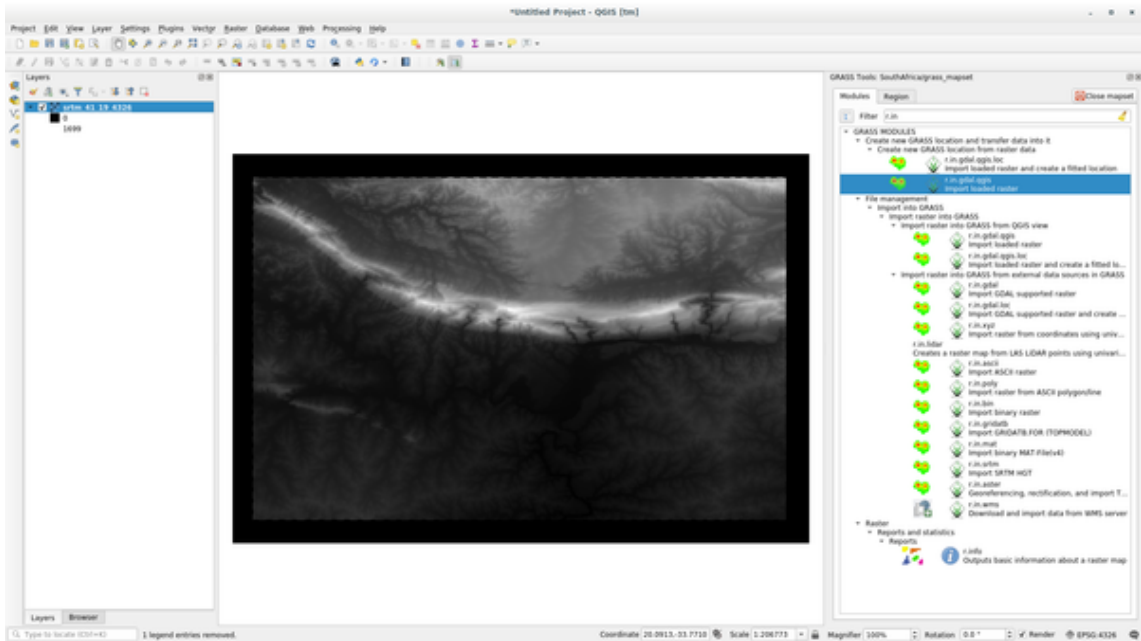 *Untitled Project - QGIS [tm]
Project Edit View Layer Settings Plugins Vector Raster Database Web Processing Help
Layers
srtm_41_19_4326
0
1699
Layers Browser
Type to locate (Ctrl+K)
1 legend entries removed.
Coordinate 20.0913,-33.7710
Scale 1:206773
Magnifier 100%
Rotation 0.0 °
Render
EPSG:4326
GRASS Tools: SouthAfrica/grass_mapset
Modules Region
Close mapset
Filter r.in
GRASS MODULES
Create new GRASS location and transfer data into it
Create new GRASS location from raster data
r.in.gdal.qgis.loc
Import loaded raster and create a fitted location
r.in.gdal.qgis
Import loaded raster
File management
Import into GRASS
Import raster into GRASS
Import raster into GRASS from QGIS view
r.in.gdal.qgis
Import loaded raster
r.in.gdal.qgis.loc
Import loaded raster and create a fitted lo...
Import raster into GRASS from external data sources in GRASS
r.in.gdal
Import GDAL supported raster
r.in.gdal.loc
Import GDAL supported raster and create ...
r.in.xyz
Import raster from coordinates using univ...
r.in.lidar
Creates a raster map from LAS LiDAR points using univari...
r.in.ascii
Import ASCII raster
r.in.poly
Import raster from ASCII polygon/line
r.in.bin
Import binary raster
r.in.gridatb
Import GRIDATB.FOR (TOPMODEL)
r.in.mat
Import binary MAT-File(v4)
r.in.srtm
Import SRTM HGT
r.in.aster
Georeferencing, rectification, and import T...
r.in.wms
Download and import data from WMS server
Raster
Reports and statistics
Reports
r.info
Outputs basic information about a raster map